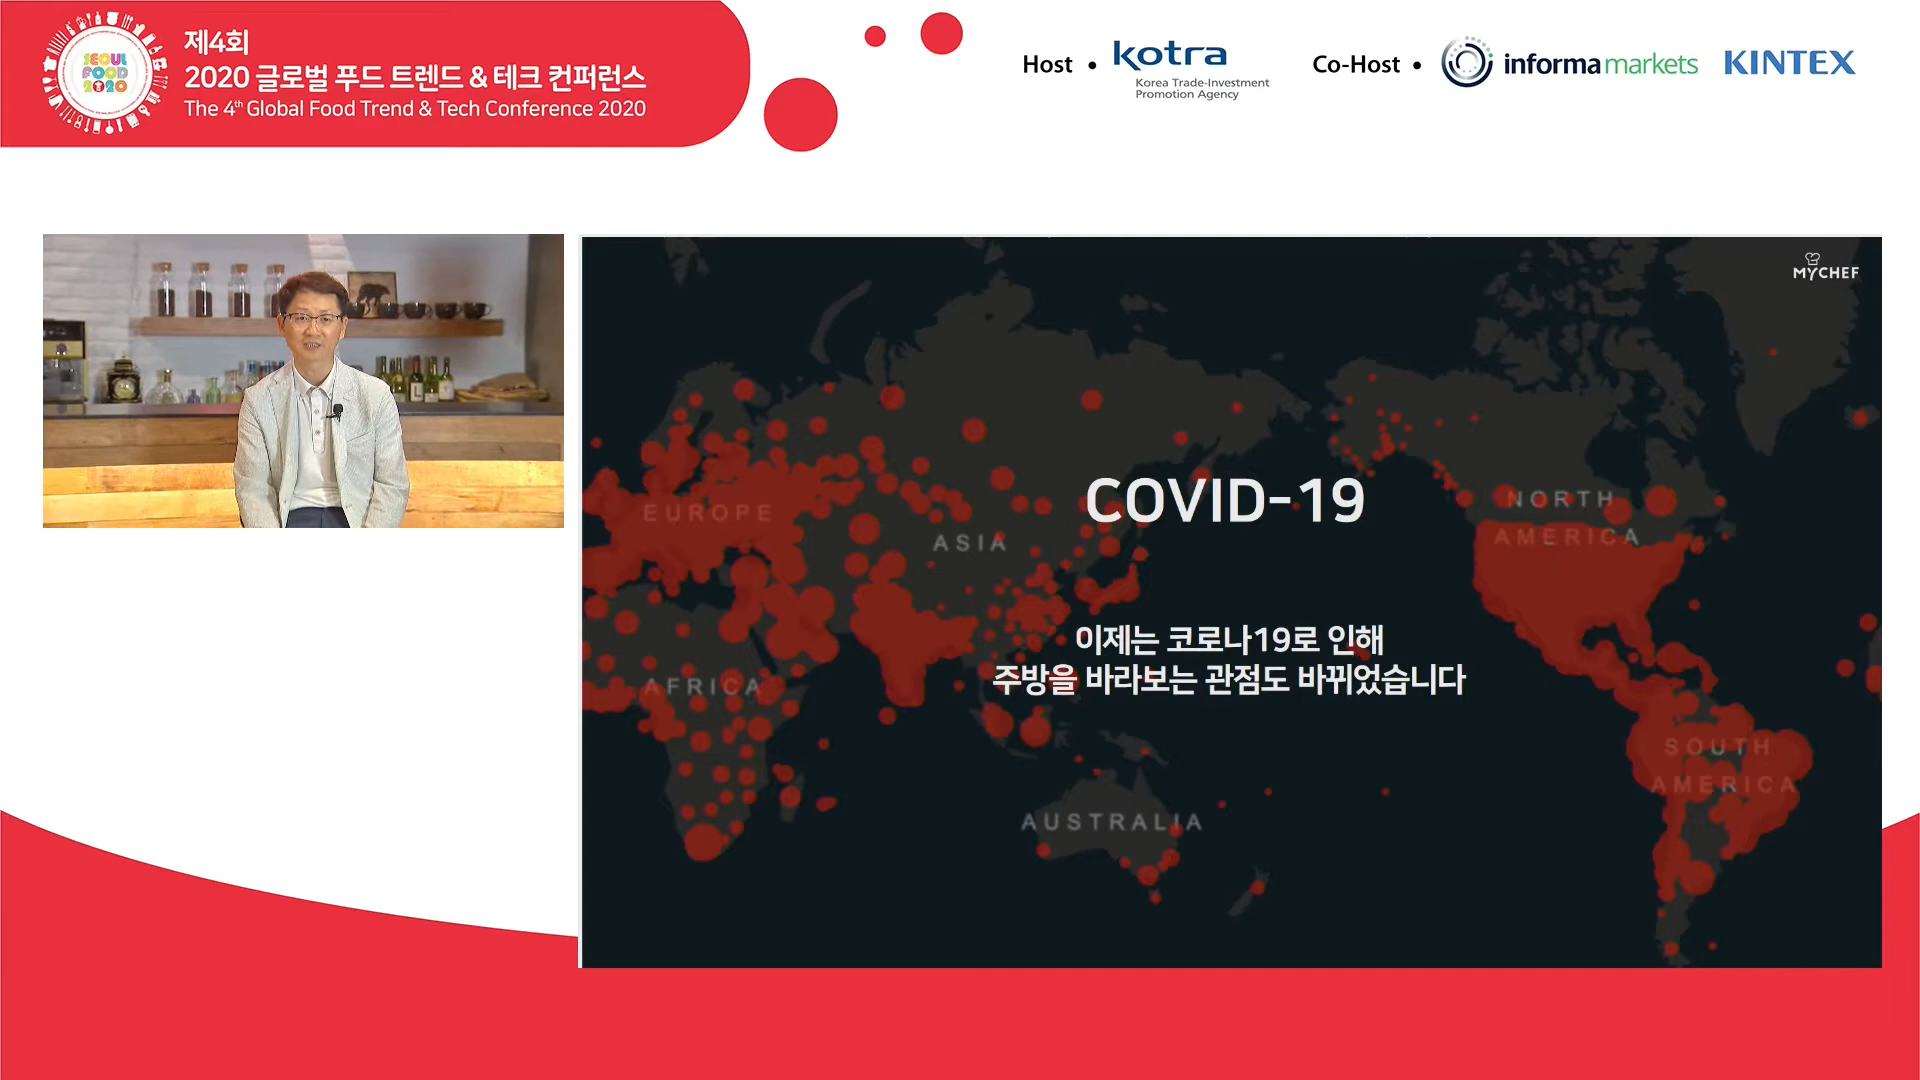 SEOUL
FOOD
2020
제4회
2020 글로벌 푸드 트렌드 & 테크 컨퍼런스
The 4th Global Food Trend & Tech Conference 2020
Host •
kotra
Korea Trade-Investment
Promotion Agency
Co-Host •
informa markets
KINTEX
MYCHEF
COVID-19
이제는 코로나19로 인해
주방을 바라보는 관점도 바뀌었습니다
EUROPE
ASIA
NORTH
AMERICA
AFRICA
SOUTH
AMERICA
AUSTRALIA